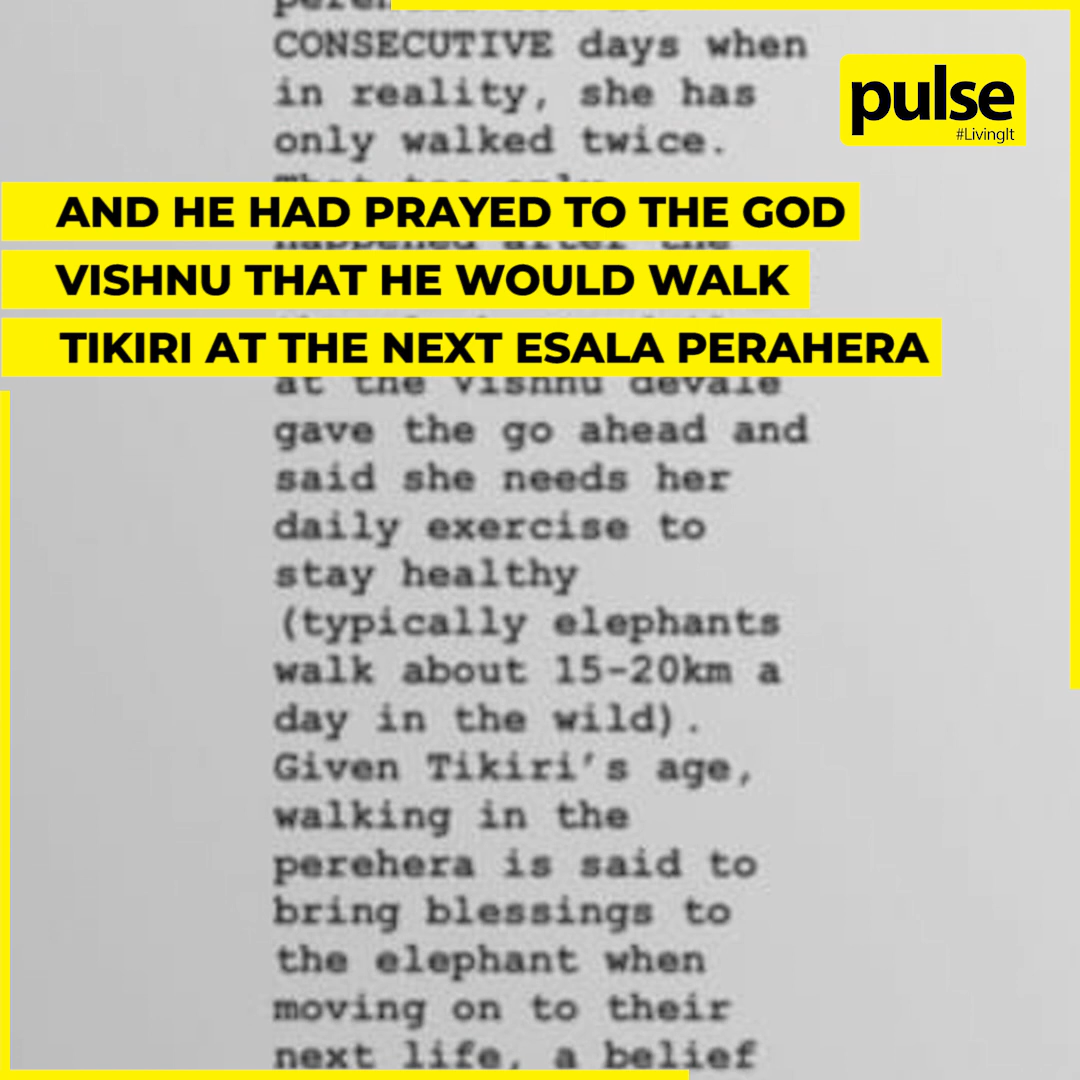 CONSECUTIVE days when
in reality, she has
only walked twice.
pulse
#LivingIt
AND HE HAD PRAYED TO THE GOD
VISHNU THAT HE WOULD WALK
TIKIRI AT THE NEXT ESALA PERAHERA
at the Vishnu devale
gave the go ahead and
said she needs her
daily exercise to
stay healthy
(typically elephants
walk about 15-20km a
day in the wild).
Given Tikiri's age,
walking in the
perehera is said to
bring blessings to
the elephant when
moving on to their
next life, a belief